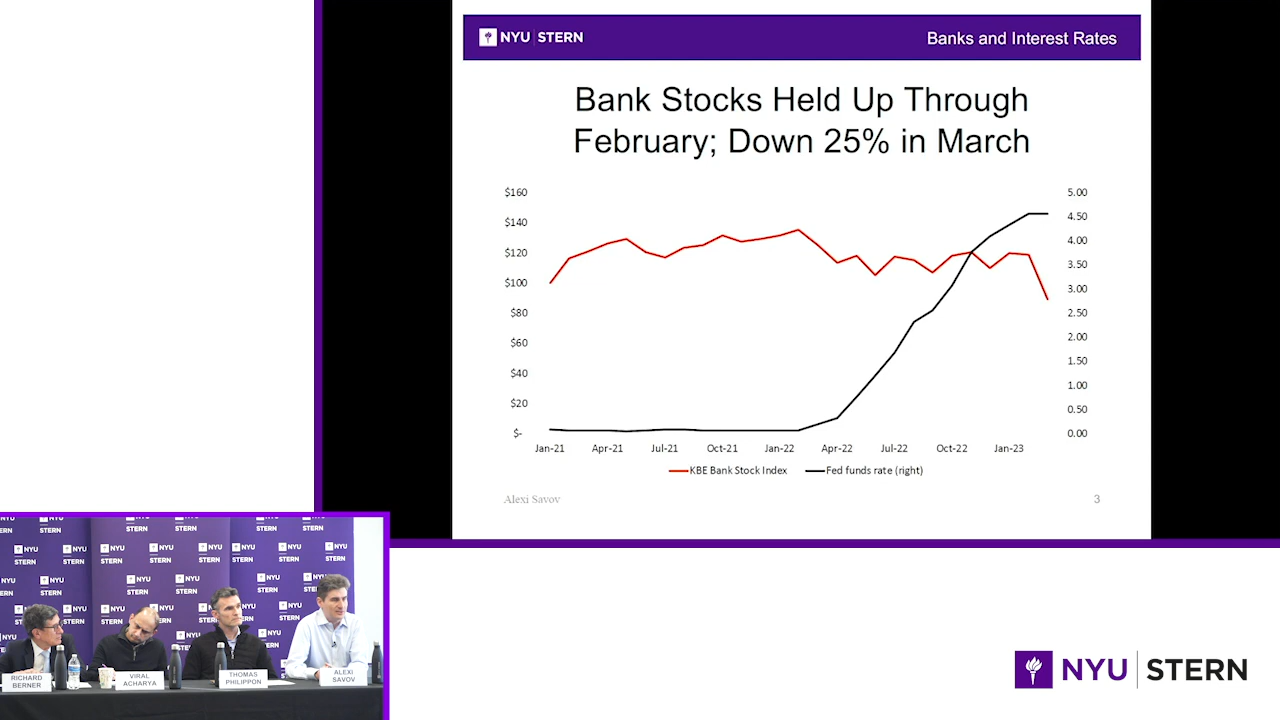 NYU STERN
Banks and Interest Rates
Bank Stocks Held Up Through
February; Down 25% in March
$160
$140
$120
$100
$80
$60
$40
$20
$-
5.00
4.50
4.00
3.50
3.00
2.50
2.00
1.50
1.00
0.50
0.00
Jan-21 Apr-21 Jul-21 Oct-21 Jan-22 Apr-22 Jul-22 Oct-22 Jan-23
KBE Bank Stock Index Fed funds rate (right)
Alexi Savov 3
RICHARD
BERNER
VIRAL
ACHARYA
THOMAS
PHILIPPON
ALEXI
SAVOV
NYU STERN